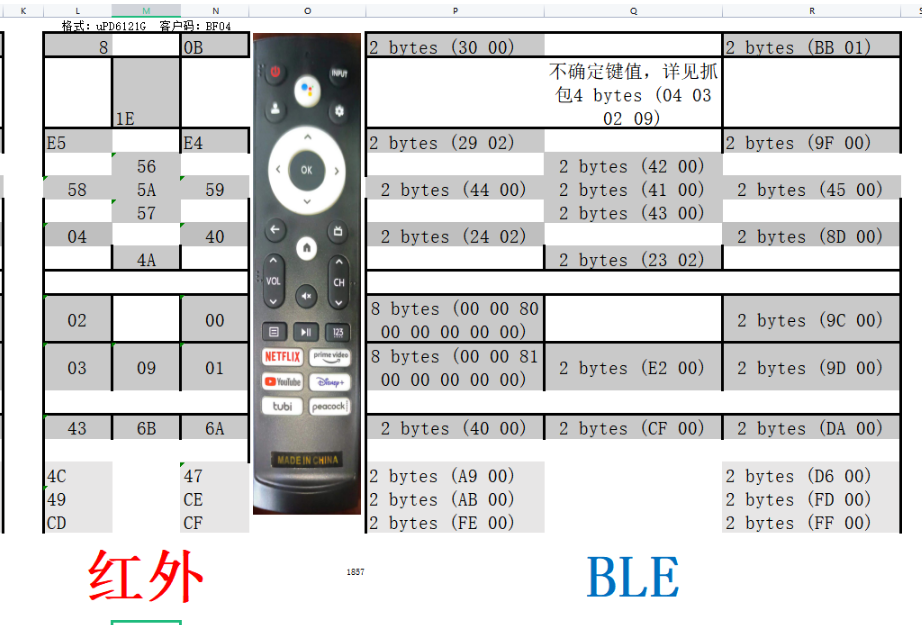 K L M N O P Q R
格式：uPD6121G 客户码：BF04
8 0B 2 bytes (30 00) 2 bytes (BB 01)
INPUT
不确定键值，详见抓
包4 bytes (04 03
02 09)
1E
E5 E4 2 bytes (29 02) 2 bytes (9F 00)
56 2 bytes (42 00)
58 5A 59 OK 2 bytes (44 00) 2 bytes (41 00) 2 bytes (45 00)
57 2 bytes (43 00)
04 40 2 bytes (24 02) 2 bytes (8D 00)
4A 2 bytes (23 02)
VOL CH
02 00 8 bytes (00 00 80
00 00 00 00 00) 2 bytes (9C 00)
123
03 09 01 NETFLIX prime video 8 bytes (00 00 81
00 00 00 00 00) 2 bytes (E2 00) 2 bytes (9D 00)
YouTube Disney+
tubi peacock
43 6B 6A 2 bytes (40 00) 2 bytes (CF 00) 2 bytes (DA 00)
MADE IN CHINA
4C 47 2 bytes (A9 00) 2 bytes (D6 00)
49 CE 2 bytes (AB 00) 2 bytes (FD 00)
CD CF 2 bytes (FE 00) 2 bytes (FF 00)
红外 1857 BLE